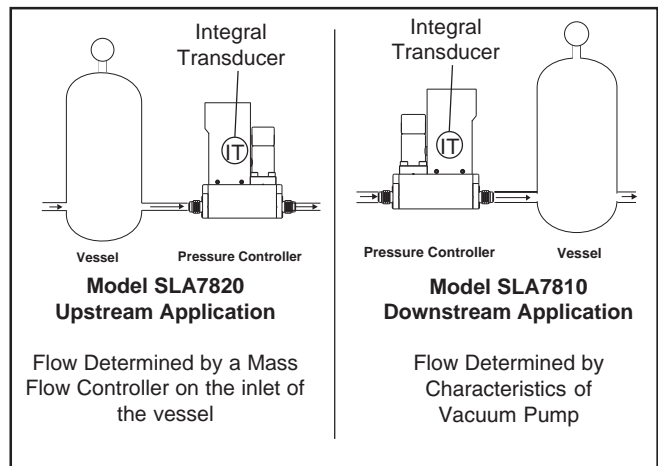 Integral
Transducer
IT
Vessel
Pressure Controller
Model SLA7820
Upstream Application
Flow Determined by a Mass
Flow Controller on the inlet of
the vessel
Integral
Transducer
IT
Pressure Controller
Vessel
Model SLA7810
Downstream Application
Flow Determined by
Characteristics of
Vacuum Pump